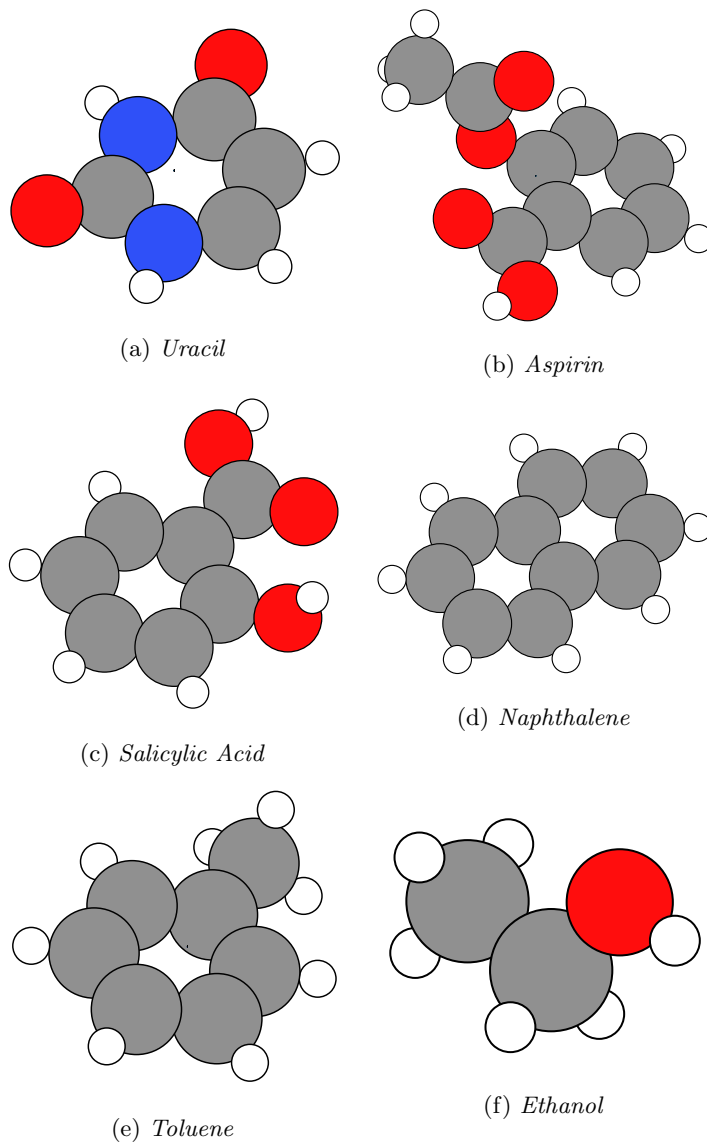 (a) Uracil
(b) Aspirin
(c) Salicylic Acid
(d) Naphthalene
(e) Toluene
(f) Ethanol